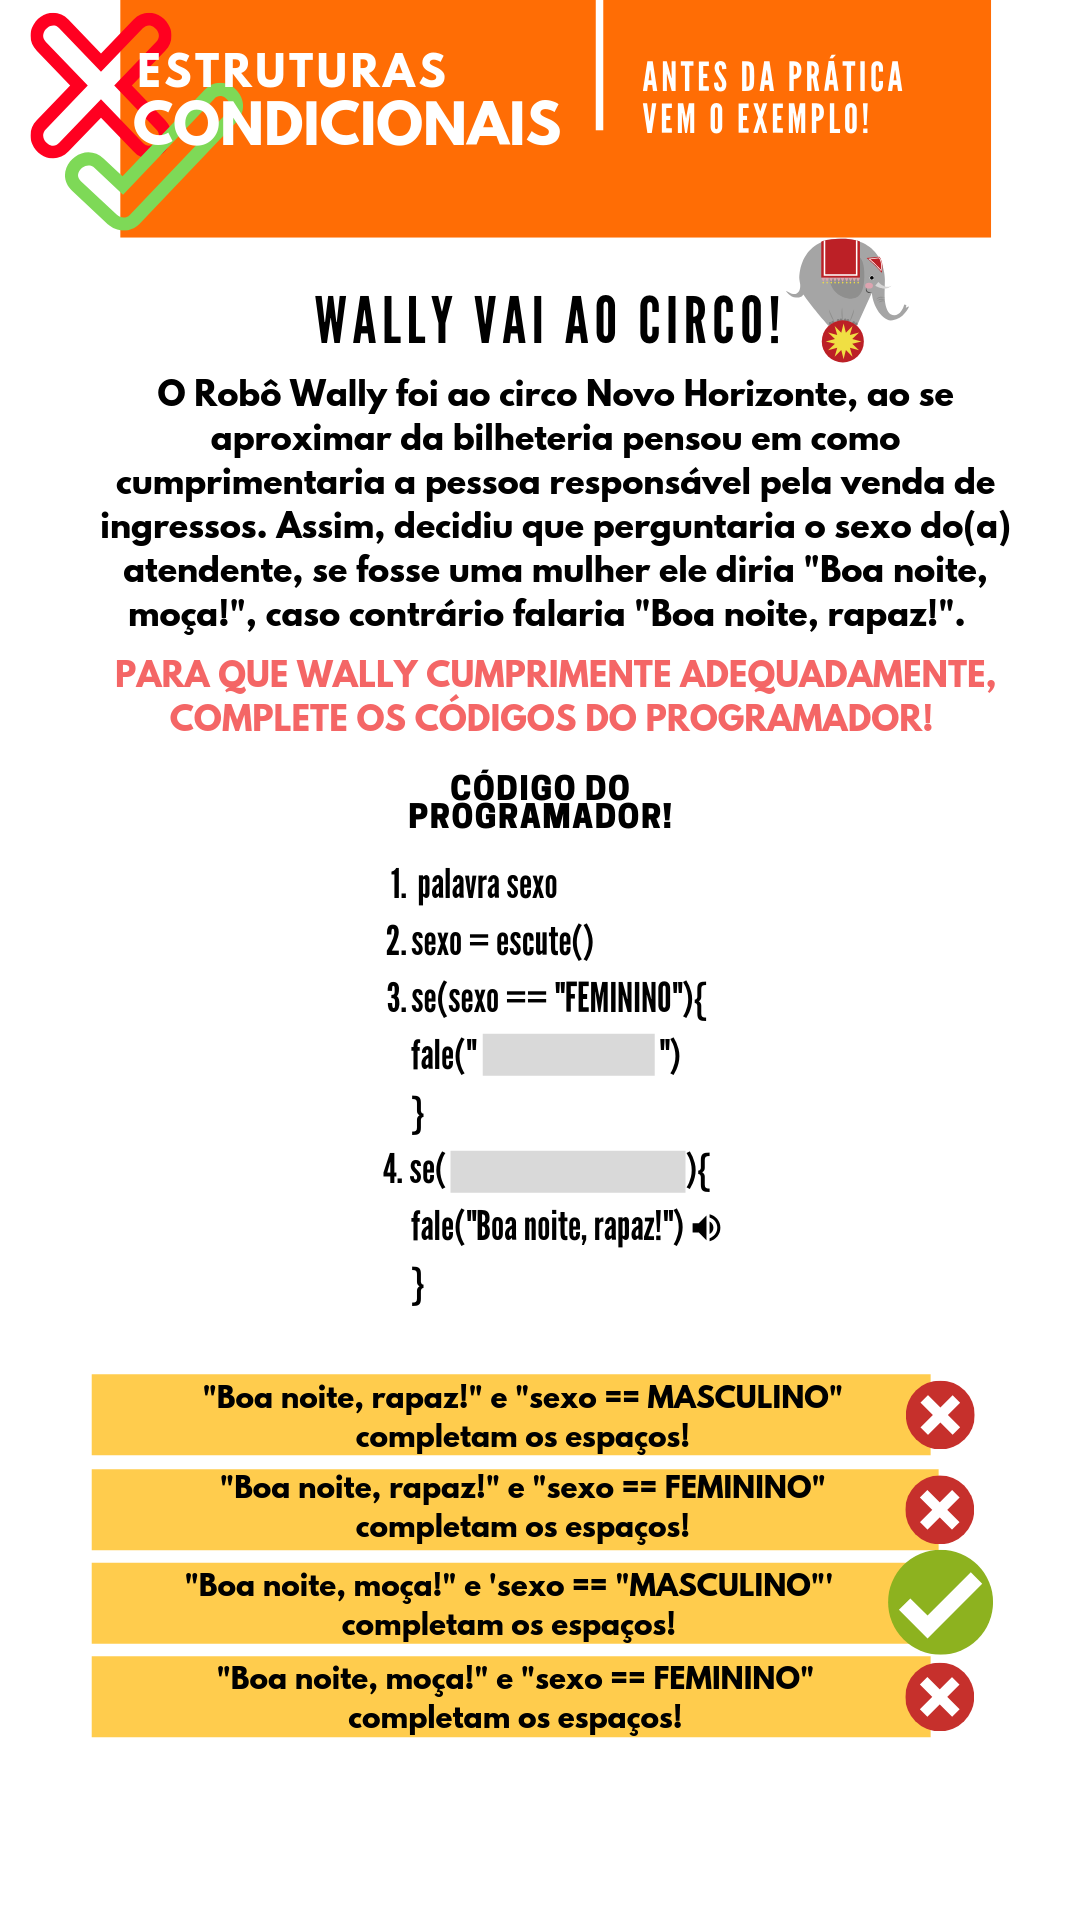 ESTRUTURAS
CONDICIONAIS
ANTES DA PRÁTICA
VEM O EXEMPLO!
WALLY VAI AO CIRCO!
O Robô Wally foi ao circo Novo Horizonte, ao se
aproximar da bilheteria pensou em como
cumprimentaria a pessoa responsável pela venda de
ingressos. Assim, decidiu que perguntaria o sexo do(a)
atendente, se fosse uma mulher ele diria "Boa noite,
moça!", caso contrário falaria "Boa noite, rapaz!".
PARA QUE WALLY CUMPRIMENTE ADEQUADAMENTE,
COMPLETE OS CÓDIGOS DO PROGRAMADOR!
CÓDIGO DO
PROGRAMADOR!
1. palavra sexo
2. sexo = escute()
3. se(sexo == "FEMININO"){
fale(" ")
}
4. se( ){
fale("Boa noite, rapaz!")
}
"Boa noite, rapaz!" e "sexo == MASCULINO"
completam os espaços!
"Boa noite, rapaz!" e "sexo == FEMININO"
completam os espaços!
"Boa noite, moça!" e 'sexo == "MASCULINO"'
completam os espaços!
"Boa noite, moça!" e "sexo == FEMININO"
completam os espaços!